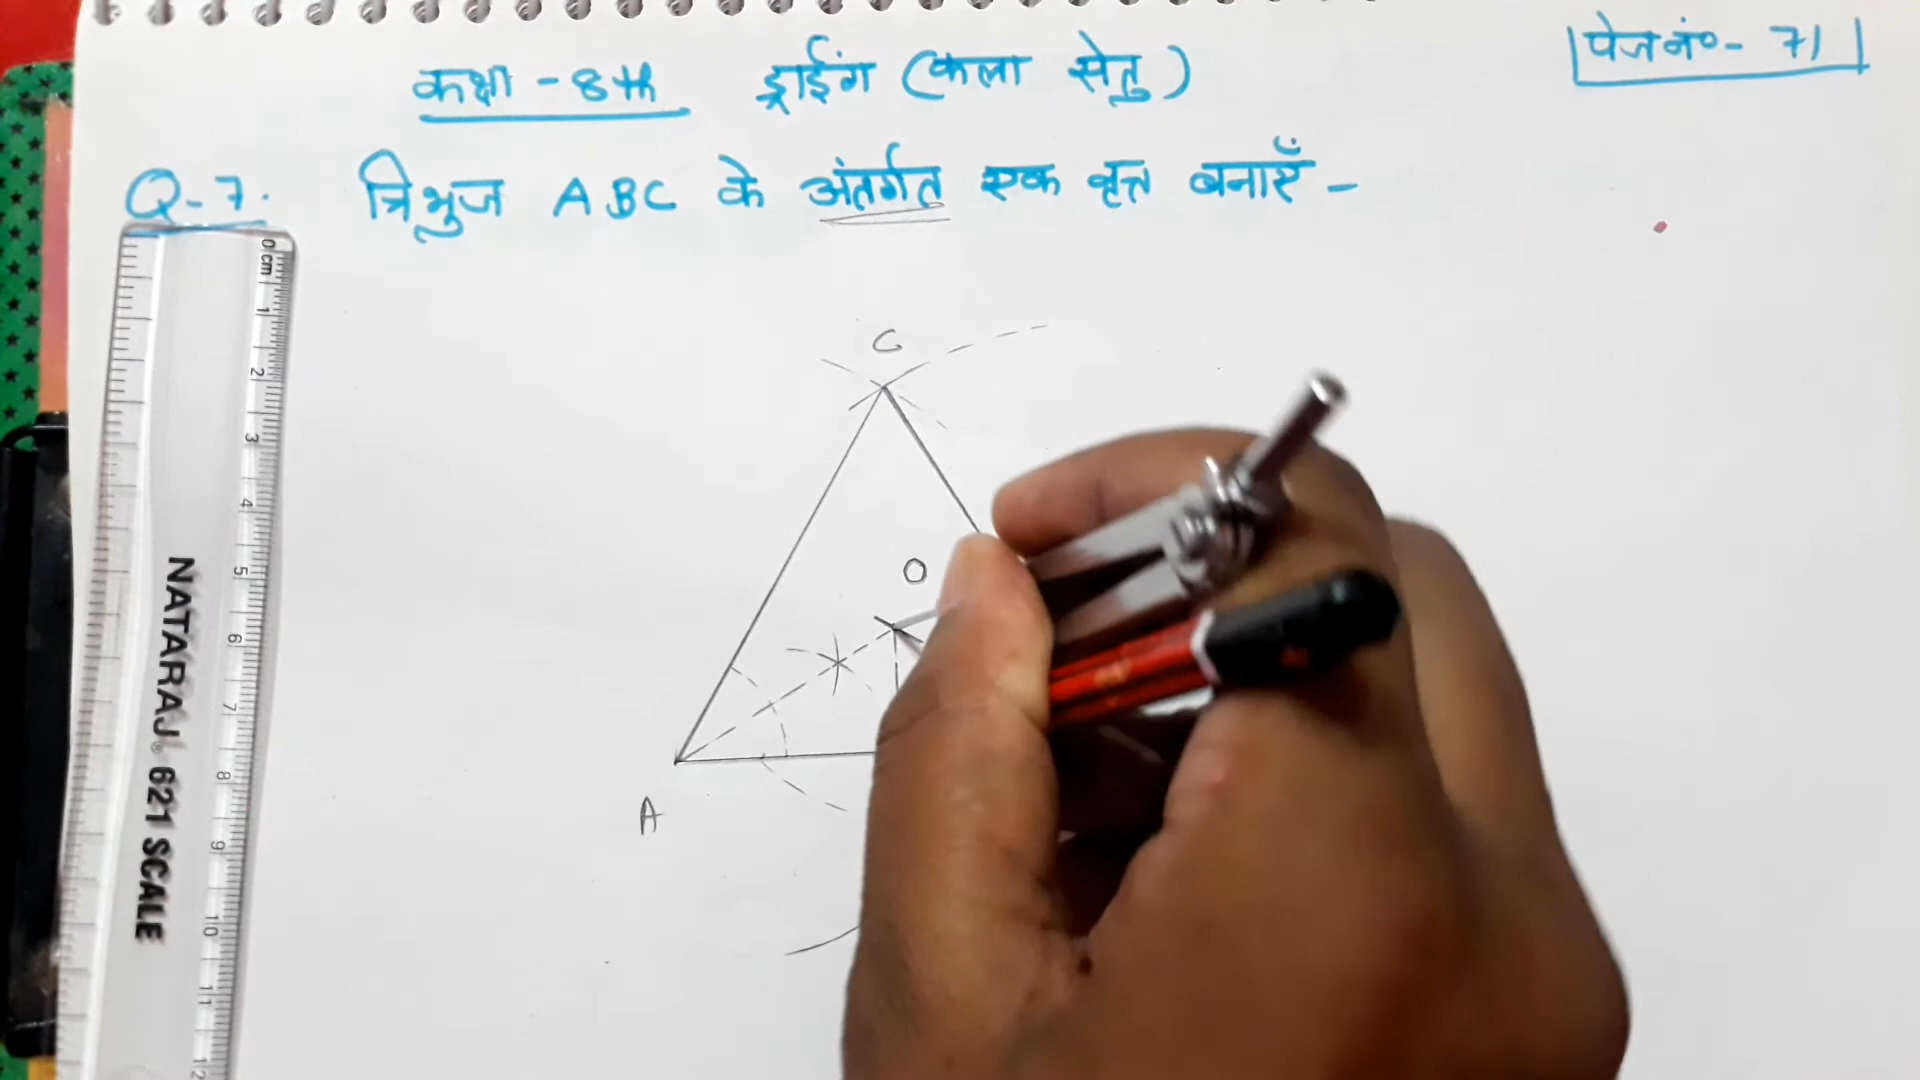 पेज नं०- 71
कक्षा - 8th ड्राईंग (कला सेतु)
Q-7. त्रिभुज ABC के अंतर्गत एक वृत्त बनाएँ -
0 cm 1 2 3 4 5 6 7 8 9 10 11 12
NATARAJ® 621 SCALE
C
O
A